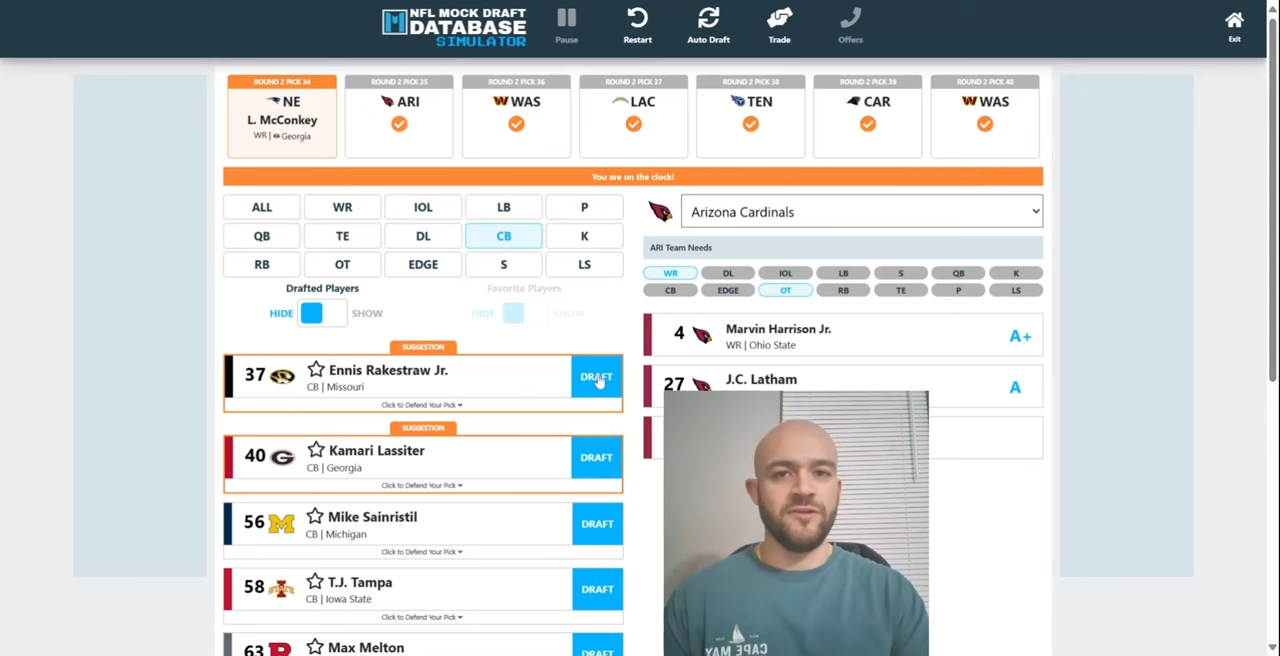 NFL MOCK DRAFT
DATABASE
SIMULATOR
Pause
Restart
Auto Draft
Trade
Offers
Exit
ROUND 2 PICK 34
NE
L. McConkey
WR | Georgia
ROUND 2 PICK 35
ARI
ROUND 2 PICK 36
WAS
ROUND 2 PICK 37
LAC
ROUND 2 PICK 38
TEN
ROUND 2 PICK 39
CAR
ROUND 2 PICK 40
WAS
You are on the clock!
ALL WR IOL LB P
QB TE DL CB K
RB OT EDGE S LS
Drafted Players
HIDE SHOW
Favorite Players
HIDE SHOW
SUGGESTION
37 Ennis Rakestraw Jr.
CB | Missouri
DRAFT
Click to Defend Your Pick
SUGGESTION
40 Kamari Lassiter
CB | Georgia
DRAFT
Click to Defend Your Pick
56 Mike Sainristil
CB | Michigan
DRAFT
Click to Defend Your Pick
58 T.J. Tampa
CB | Iowa State
DRAFT
Click to Defend Your Pick
63 Max Melton
DRAFT
Arizona Cardinals
ARI Team Needs
WR DL IOL LB S QB K
CB EDGE OT RB TE P LS
4 Marvin Harrison Jr.
WR | Ohio State
A+
27 J.C. Latham
A
CAPE MAY